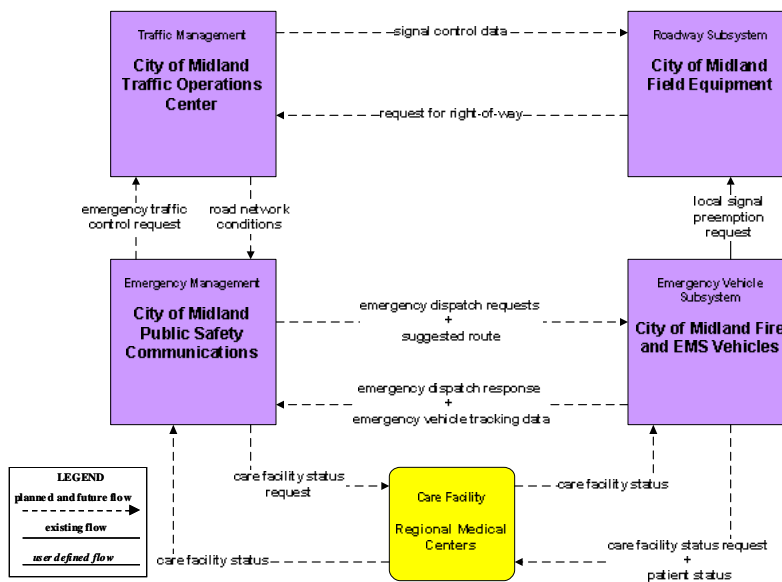 Traffic Management
City of Midland
Traffic Operations
Center
signal control data
Roadway Subsystem
City of Midland
Field Equipment
request for right-of-way
emergency traffic
control request
road network
conditions
local signal
preemption
request
Emergency Management
City of Midland
Public Safety
Communications
emergency dispatch requests
+
suggested route
Emergency Vehicle
Subsystem
City of Midland Fire
and EMS Vehicles
emergency dispatch response
+
emergency vehicle tracking data
LEGEND
planned and future flow
existing flow
user defined flow
care facility status
request
Care Facility
Regional Medical
Centers
care facility status
care facility status
care facility status request
+
patient status